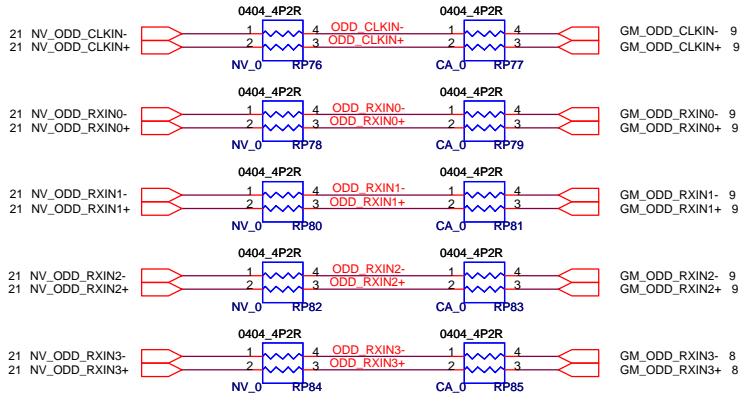 0404_4P2R 0404_4P2R
21 NV_ODD_CLKIN- 1 4 ODD_CLKIN- 1 4 GM_ODD_CLKIN- 9
21 NV_ODD_CLKIN+ 2 3 ODD_CLKIN+ 2 3 GM_ODD_CLKIN+ 9
NV_0 RP76 CA_0 RP77
0404_4P2R 0404_4P2R
21 NV_ODD_RXIN0- 1 4 ODD_RXIN0- 1 4 GM_ODD_RXIN0- 9
21 NV_ODD_RXIN0+ 2 3 ODD_RXIN0+ 2 3 GM_ODD_RXIN0+ 9
NV_0 RP78 CA_0 RP79
0404_4P2R 0404_4P2R
21 NV_ODD_RXIN1- 1 4 ODD_RXIN1- 1 4 GM_ODD_RXIN1- 9
21 NV_ODD_RXIN1+ 2 3 ODD_RXIN1+ 2 3 GM_ODD_RXIN1+ 9
NV_0 RP80 CA_0 RP81
0404_4P2R 0404_4P2R
21 NV_ODD_RXIN2- 1 4 ODD_RXIN2- 1 4 GM_ODD_RXIN2- 9
21 NV_ODD_RXIN2+ 2 3 ODD_RXIN2+ 2 3 GM_ODD_RXIN2+ 9
NV_0 RP82 CA_0 RP83
0404_4P2R 0404_4P2R
21 NV_ODD_RXIN3- 1 4 ODD_RXIN3- 1 4 GM_ODD_RXIN3- 8
21 NV_ODD_RXIN3+ 2 3 ODD_RXIN3+ 2 3 GM_ODD_RXIN3+ 8
NV_0 RP84 CA_0 RP85